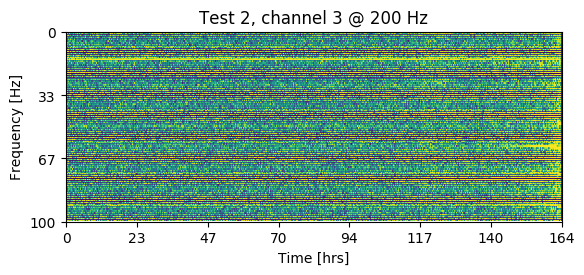 Test 2, channel 3 @ 200 Hz
Frequency [Hz]
0
33
67
100
0 23 47 70 94 117 140 164
Time [hrs]